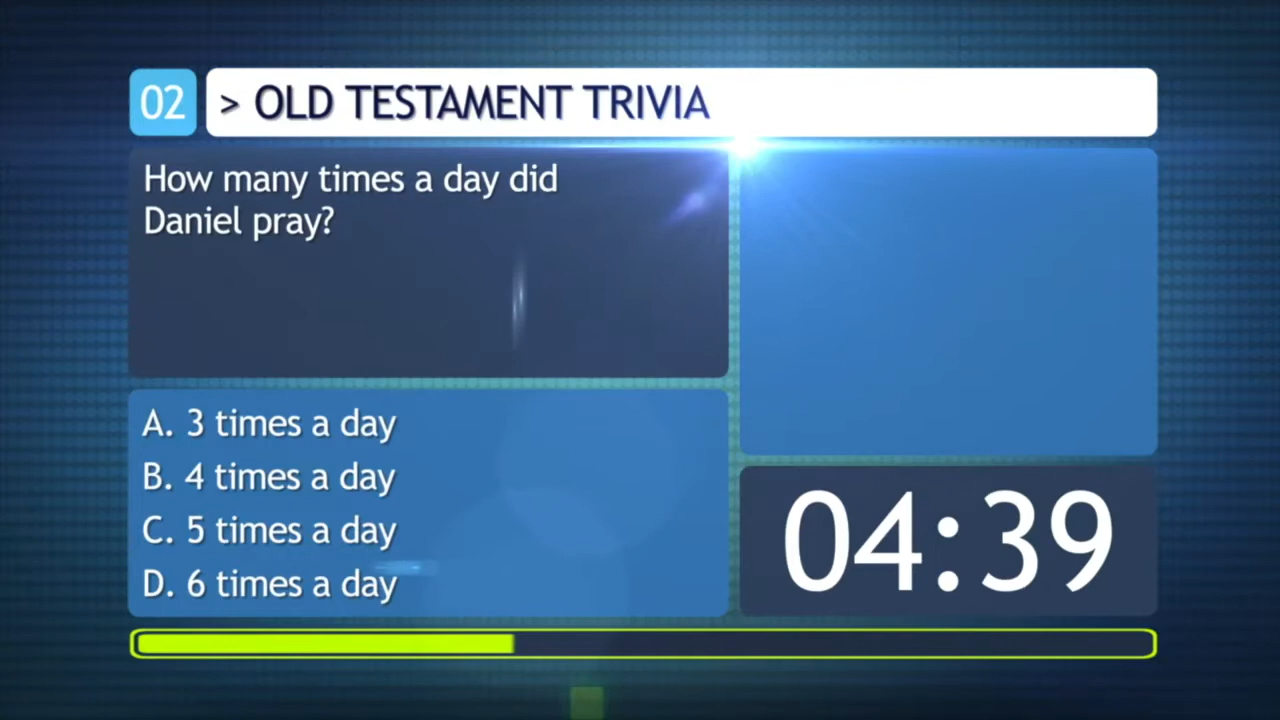 02
> OLD TESTAMENT TRIVIA
How many times a day did
Daniel pray?
A. 3 times a day
B. 4 times a day
C. 5 times a day
D. 6 times a day
04:39